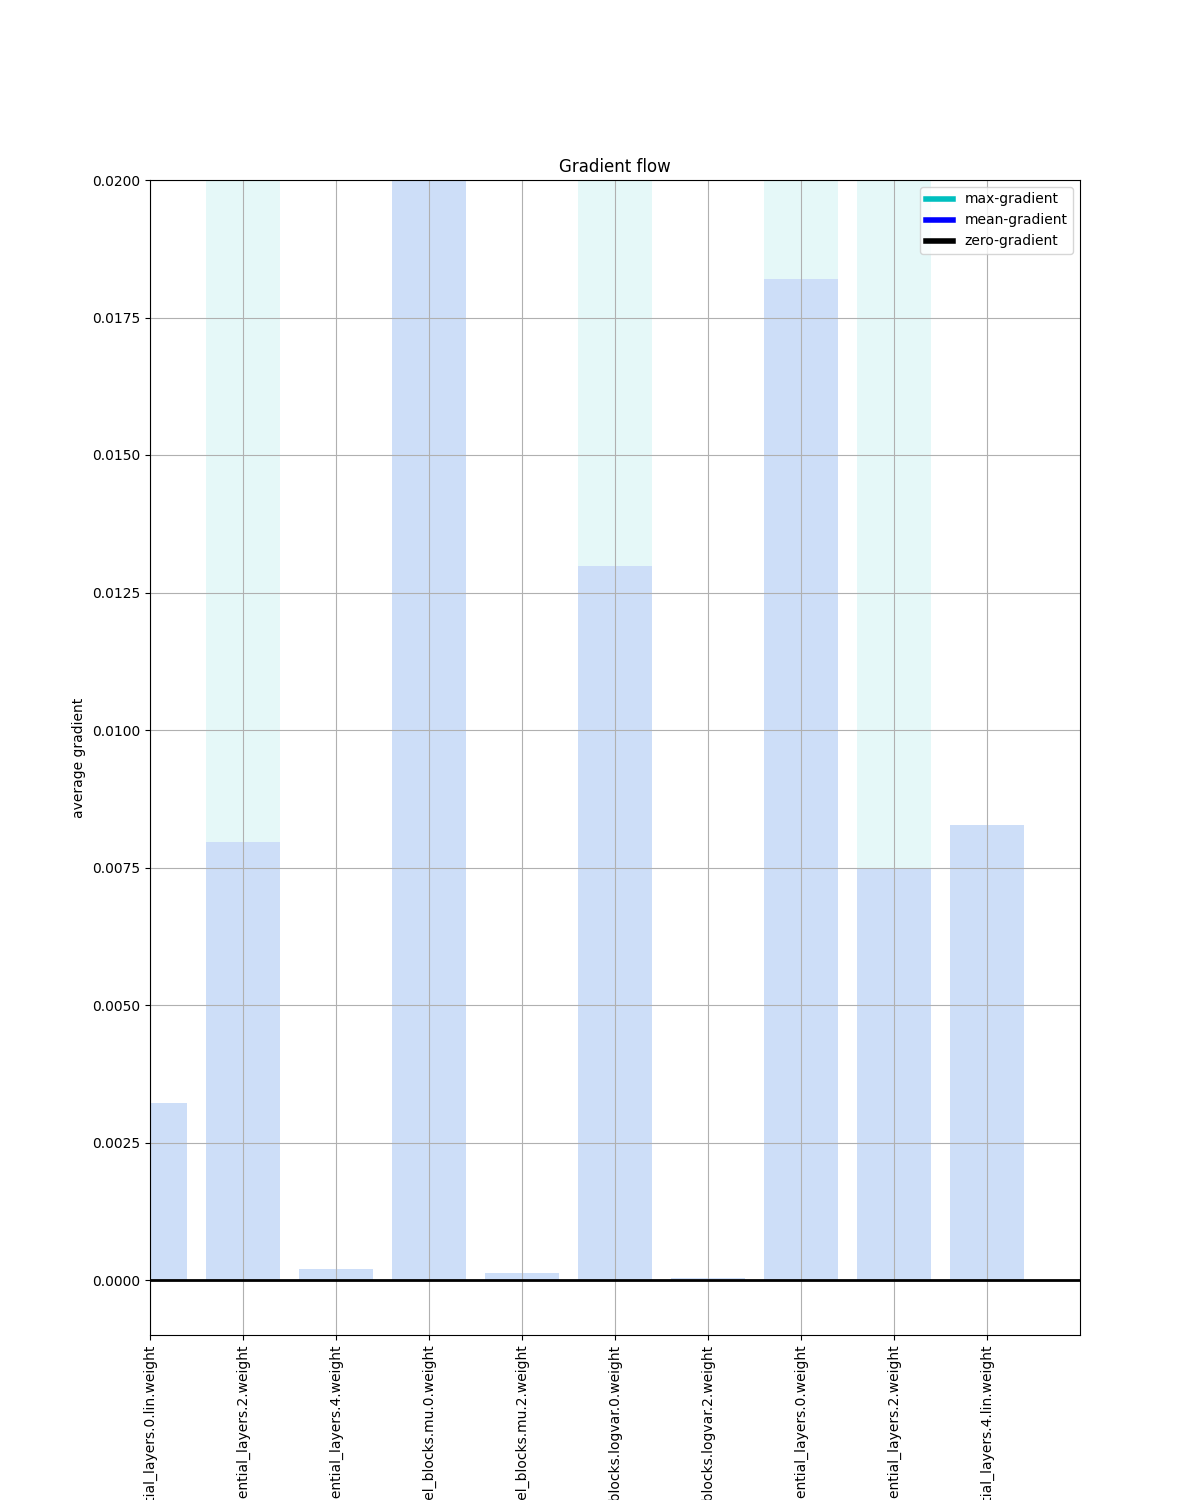 Gradient flow
max-gradient
mean-gradient
zero-gradient
average gradient
0.0200
0.0175
0.0150
0.0125
0.0100
0.0075
0.0050
0.0025
0.0000
tial_layers.0.lin.weight
ential_layers.2.weight
ential_layers.4.weight
el_blocks.mu.0.weight
el_blocks.mu.2.weight
blocks.logvar.0.weight
blocks.logvar.2.weight
ential_layers.0.weight
ential_layers.2.weight
tial_layers.4.lin.weight